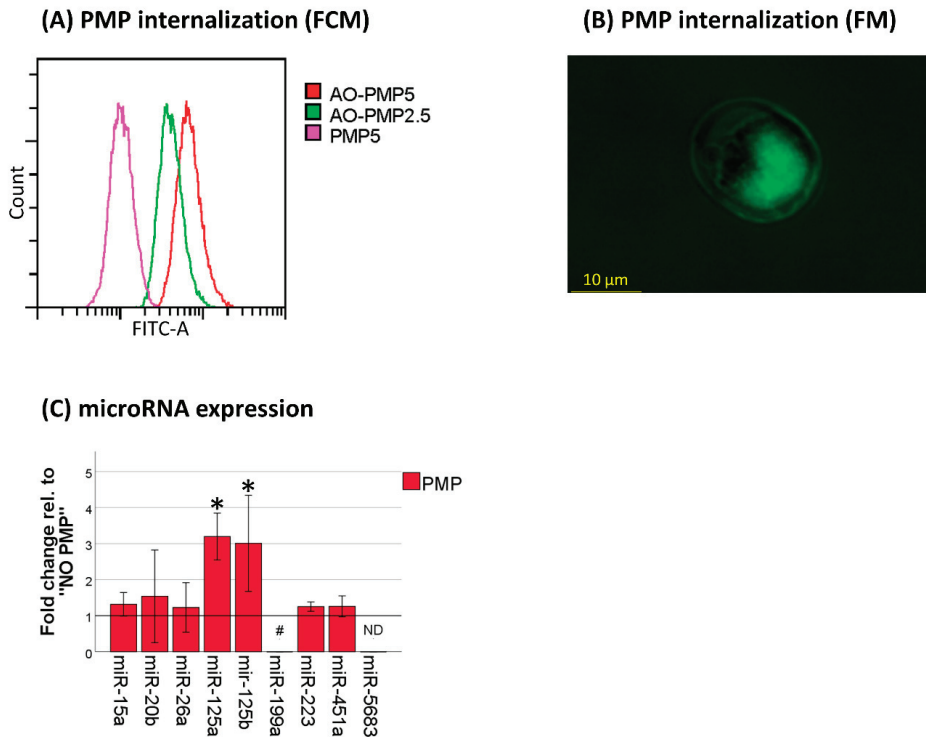 (A) PMP internalization (FCM)
Count
FITC-A
AO-PMP5
AO-PMP2.5
PMP5
(B) PMP internalization (FM)
10 µm
(C) microRNA expression
Fold change rel. to
"NO PMP"
5
4
3
2
1
0
*
*
#
ND
PMP
miR-15a
miR-20b
miR-26a
miR-125a
mir-125b
miR-199a
miR-223
miR-451a
miR-5683